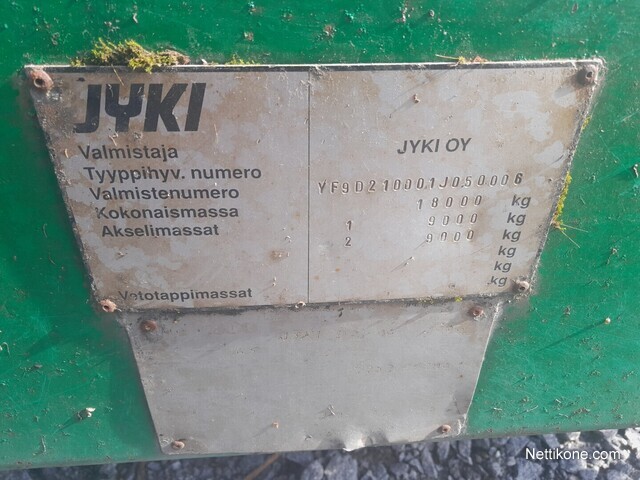 JYKI
Valmistaja JYKI OY
Tyyppihyv. numero
Valmistenumero YF9D210001J050006
Kokonaismassa 18000 kg
Akselimassat 1 9000 kg
2 9000 kg
kg
kg
kg
Vetotappimassat
Nettikone.com